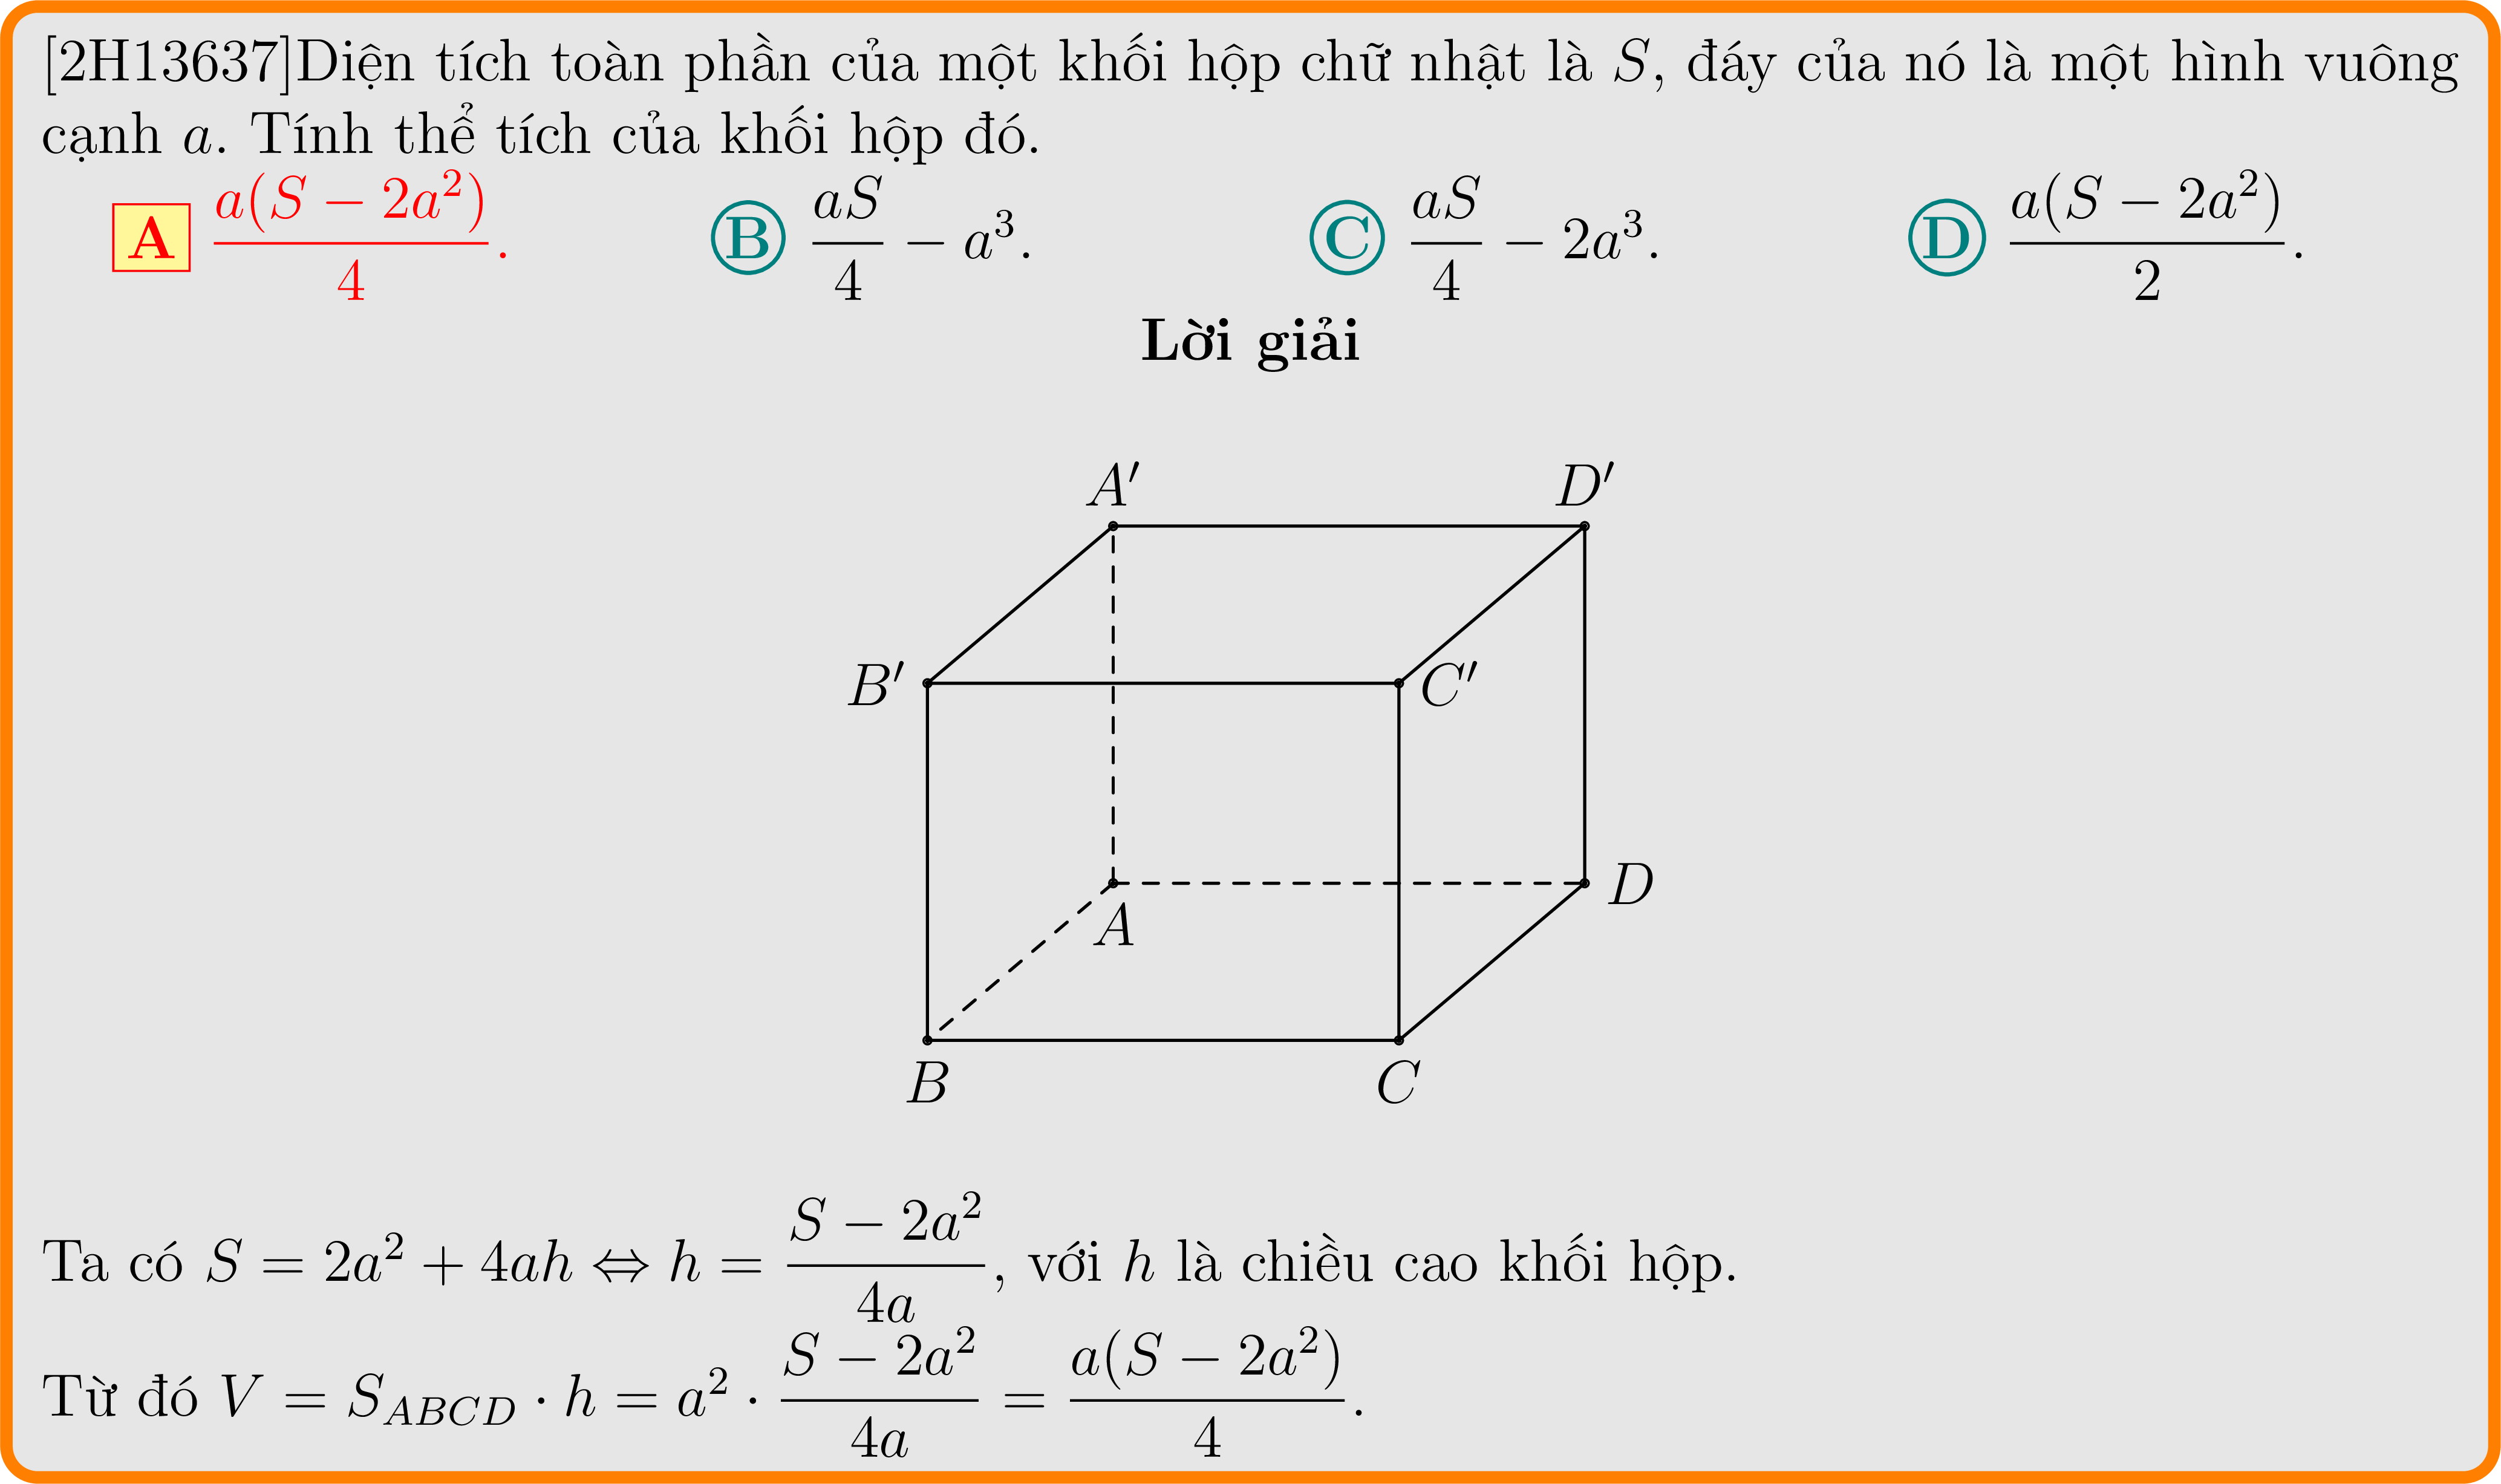 [2H13637]Diện tích toàn phần của một khối hộp chữ nhật là S, đáy của nó là một hình vuông
cạnh a. Tính thể tích của khối hộp đó.
A \frac{a(S − 2a^2)}{4}. B \frac{aS}{4} − a^3. C \frac{aS}{4} − 2a^3. D \frac{a(S − 2a^2)}{2}.
Lời giải
A′ D′
B′ C′
D
A
B C
Ta có S = 2a^2 + 4ah ⇔ h = \frac{S − 2a^2}{4a}, với h là chiều cao khối hộp.
Từ đó V = S_{ABCD} · h = a^2 · \frac{S − 2a^2}{4a} = \frac{a(S − 2a^2)}{4}.